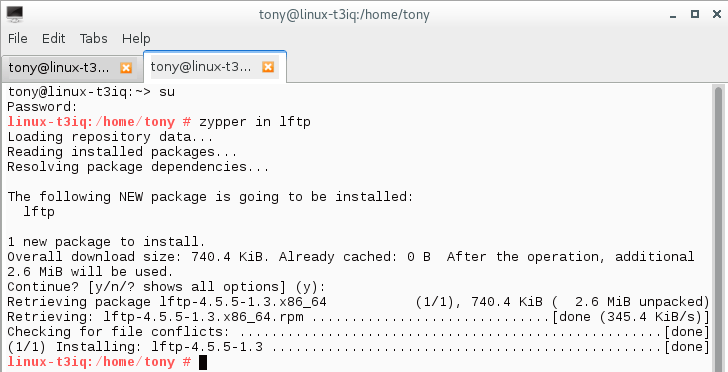 tony@linux-t3iq:/home/tony
File Edit Tabs Help
tony@linux-t3... tony@linux-t3...
tony@linux-t3iq:~> su
Password:
linux-t3iq:/home/tony # zypper in lftp
Loading repository data...
Reading installed packages...
Resolving package dependencies...
The following NEW package is going to be installed:
lftp
1 new package to install.
Overall download size: 740.4 KiB. Already cached: 0 B  After the operation, additional
2.6 MiB will be used.
Continue? [y/n/? shows all options] (y):
Retrieving package lftp-4.5.5-1.3.x86_64           (1/1), 740.4 KiB (  2.6 MiB unpacked)
Retrieving: lftp-4.5.5-1.3.x86_64.rpm ..............................[done (345.4 KiB/s)]
Checking for file conflicts: .....................................................[done]
(1/1) Installing: lftp-4.5.5-1.3 .................................................[done]
linux-t3iq:/home/tony #